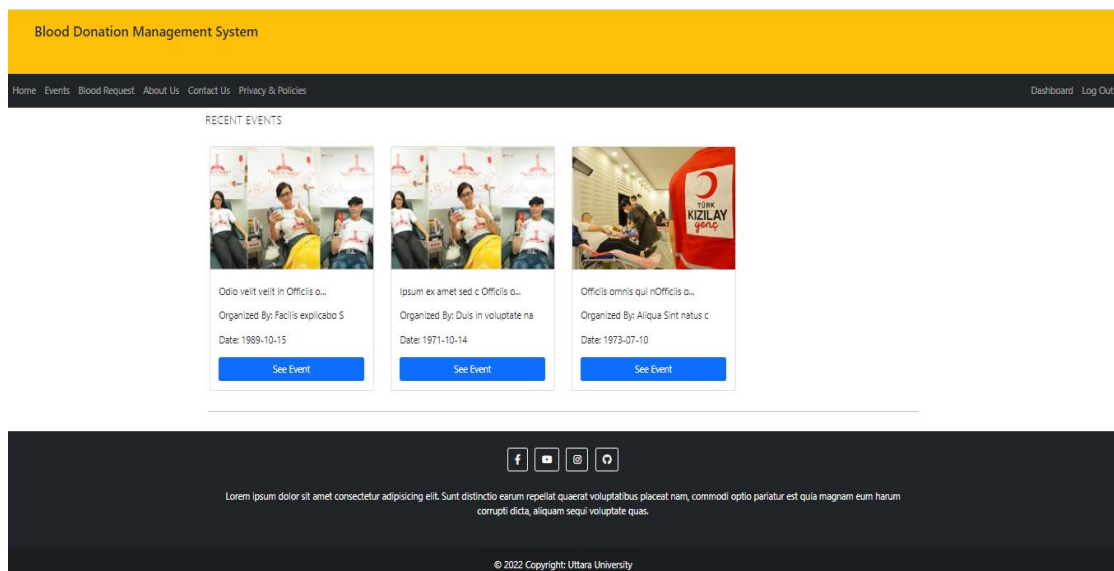 Blood Donation Management System
Home Events Blood Request About Us Contact Us Privacy & Policies Dashboard Log Out
RECENT EVENTS
TÜRK
KIZILAY
genç
Odio velit velit in Officiis o...
Organized By: Facilis explicabo S
Date: 1989-10-15
See Event
Ipsum ex amet sed c Officiis o...
Organized By: Duis in voluptate na
Date: 1971-10-14
See Event
Officiis omnis qui nOfficiis o...
Organized By: Aliqua Sint natus c
Date: 1973-07-10
See Event
Lorem ipsum dolor sit amet consectetur adipisicing elit. Sunt distinctio earum repellat quaerat voluptatibus placeat nam, commodi optio pariatur est quia magnam eum harum
corrupti dicta, aliquam sequi voluptate quas.
© 2022 Copyright: Uttara University